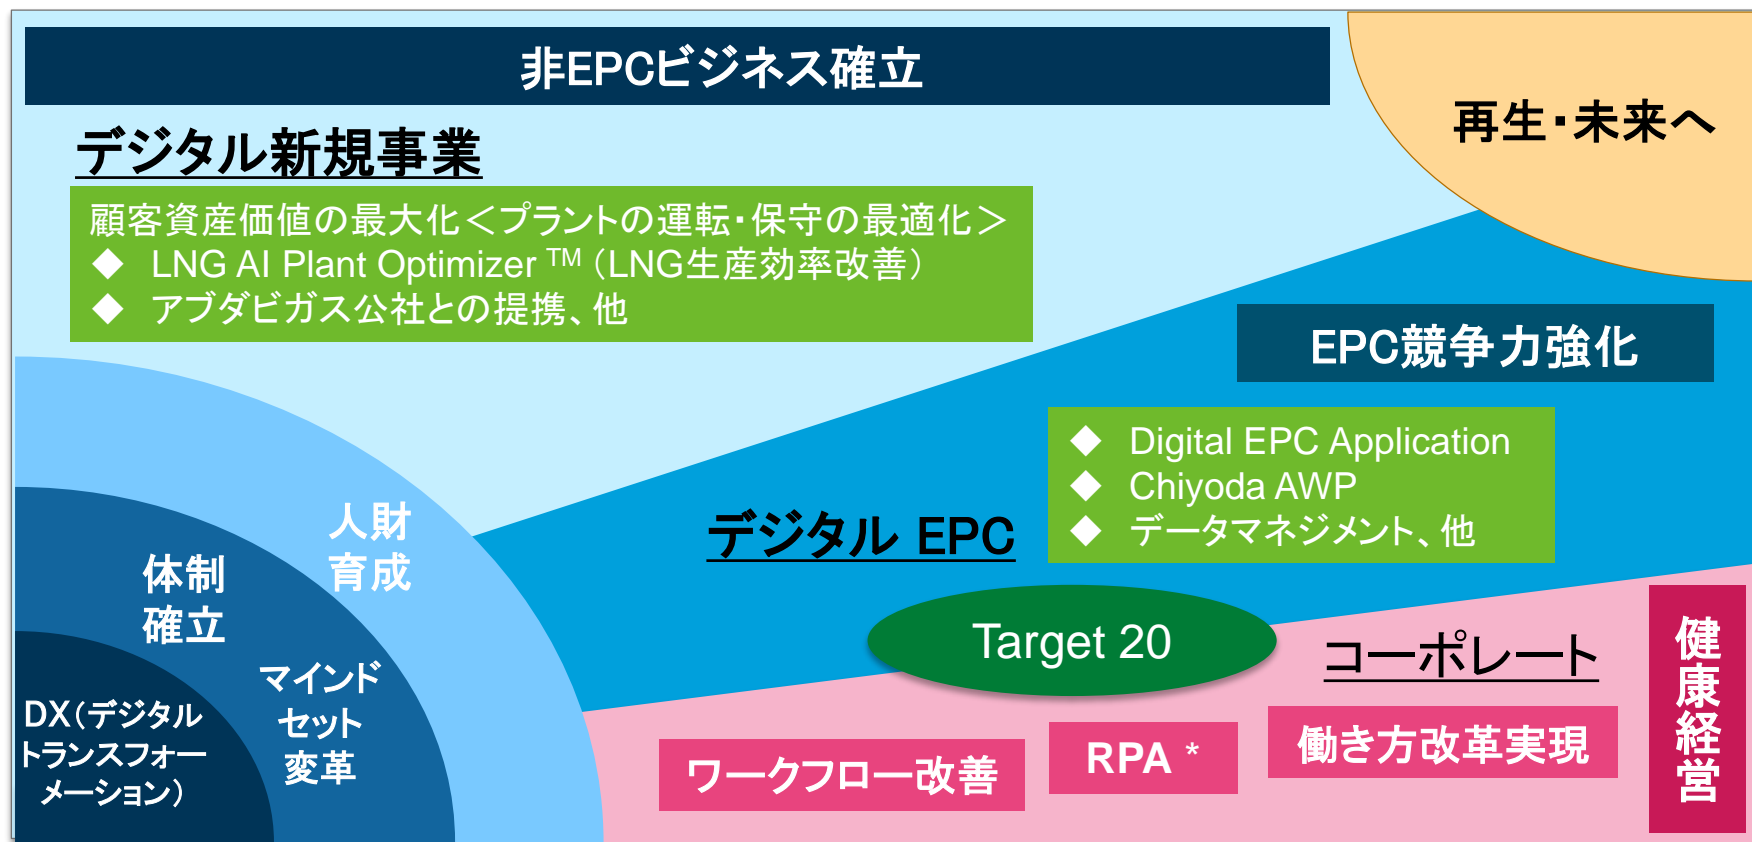 非EPCビジネス確立
再生・未来へ
デジタル新規事業
顧客資産価値の最大化＜プラントの運転・保守の最適化＞
◆ LNG AI Plant Optimizer TM（LNG生産効率改善）
◆ アブダビガス公社との提携、他
EPC競争力強化
◆ Digital EPC Application
◆ Chiyoda AWP
◆ データマネジメント、他
デジタル EPC
人財
育成
体制
確立
マインド
セット
変革
DX（デジタル
トランスフォー
メーション）
Target 20
コーポレート
ワークフロー改善
RPA *
働き方改革実現
健康経営